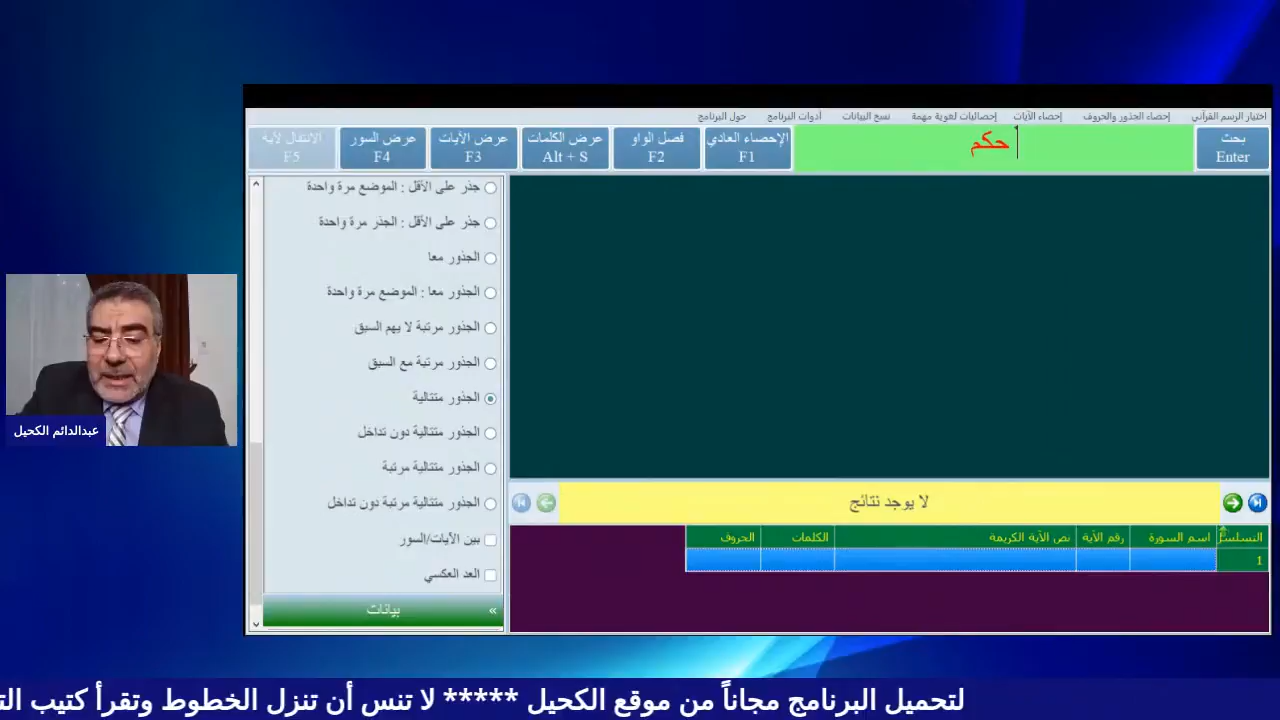 اختيار الرسم القرآني إحصاء الجذور والحروف إحصاء الآيات إحصائيات لغوية مهمة نسخ البيانات أدوات البرنامج حول البرنامج
بحث
Enter
حكم
الإحصاء العادي
F1
فصل الواو
F2
عرض الكلمات
Alt + S
عرض الآيات
F3
عرض السور
F4
الانتقال لآية
F5
جذر على الأقل : الموضع مرة واحدة
جذر على الأقل : الجذر مرة واحدة
الجذور معا
الجذور معا : الموضع مرة واحدة
الجذور مرتبة لا يهم السبق
الجذور مرتبة مع السبق
الجذور متتالية
الجذور متتالية دون تداخل
الجذور متتالية مرتبة
الجذور متتالية مرتبة دون تداخل
بين الآيات/السور
العد العكسي
بيانات »
لا يوجد نتائج
التسلسل اسم السورة رقم الآية نص الآية الكريمة الكلمات الحروف
1
عبدالدائم الكحيل
لتحميل البرنامج مجاناً من موقع الكحيل ***** لا تنس أن تنزل الخطوط وتقرأ كتيب الت